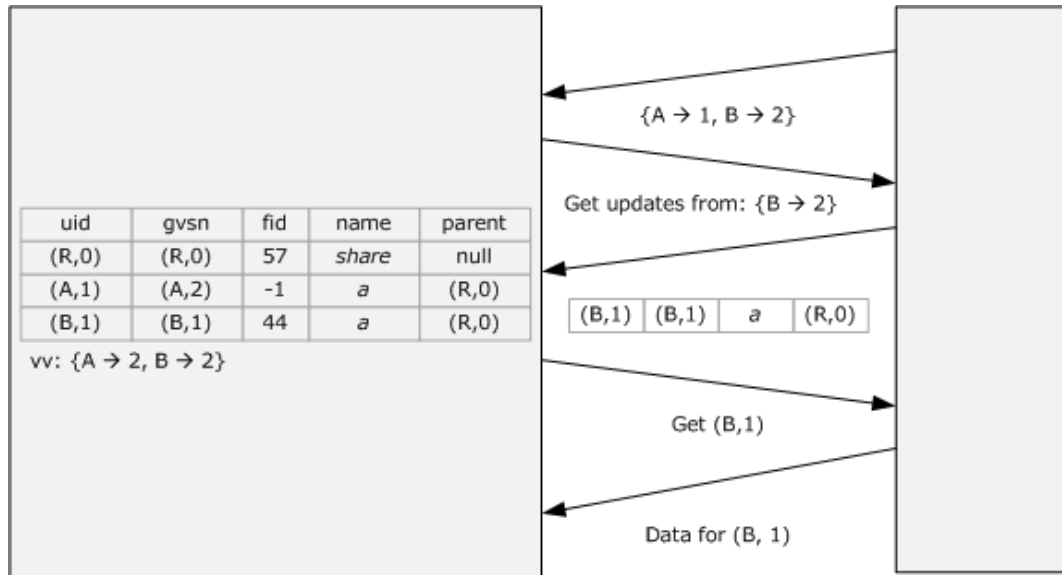 {A → 1, B → 2}
Get updates from: {B → 2}
uid gvsn fid name parent
(R,0) (R,0) 57 share null
(A,1) (A,2) -1 a (R,0)
(B,1) (B,1) 44 a (R,0)
vv: {A → 2, B → 2}
(B,1) (B,1) a (R,0)
Get (B,1)
Data for (B, 1)